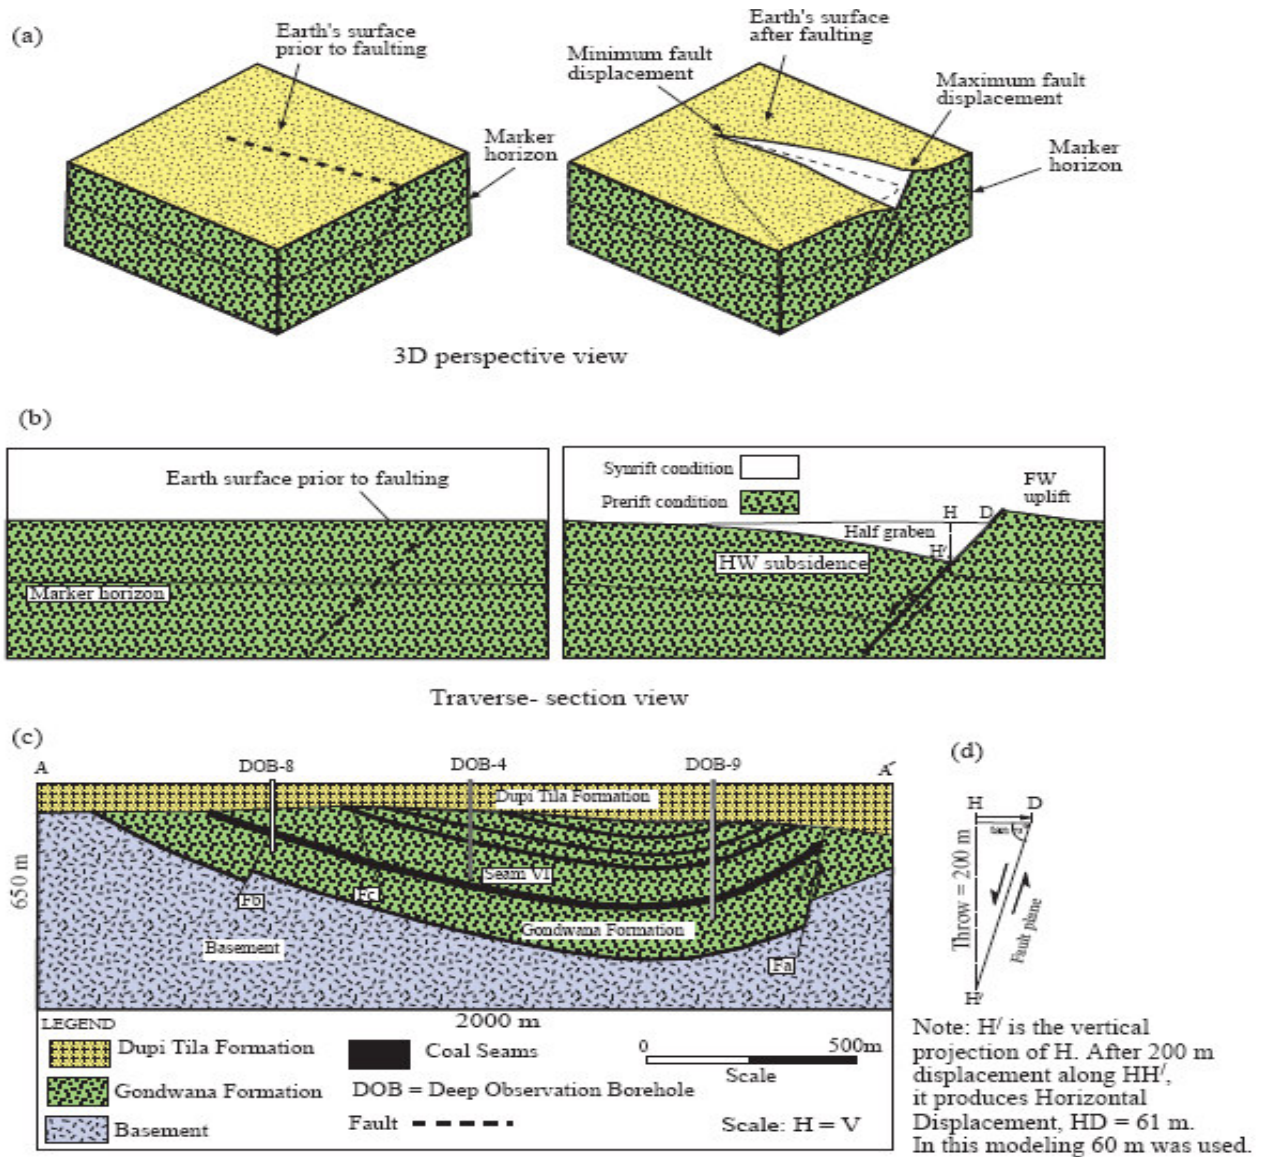 (a)
Earth's surface
prior to faulting
Marker
horizon
Minimum fault
displacement
Earth's surface
after faulting
Maximum fault
displacement
Marker
horizon
3D perspective view
(b)
Earth surface prior to faulting
Marker horizon
Synrift condition
Prerift condition
FW
uplift
H
D
Half graben
H′
HW subsidence
Traverse- section view
(c)
A
DOB-8
DOB-4
DOB-9
A′
650 m
Dupi Tila Formation
Seam VI
Fb
Fc
Gondwana Formation
Basement
Fa
2000 m
LEGEND
Dupi Tila Formation
Gondwana Formation
Basement
Coal Seams
DOB = Deep Observation Borehole
Fault
0
500m
Scale
Scale: H = V
(d)
H
D
Throw = 200 m
Fault plane
H′
Note: H′ is the vertical
projection of H. After 200 m
displacement along HH′,
it produces Horizontal
Displacement, HD = 61 m.
In this modeling 60 m was used.